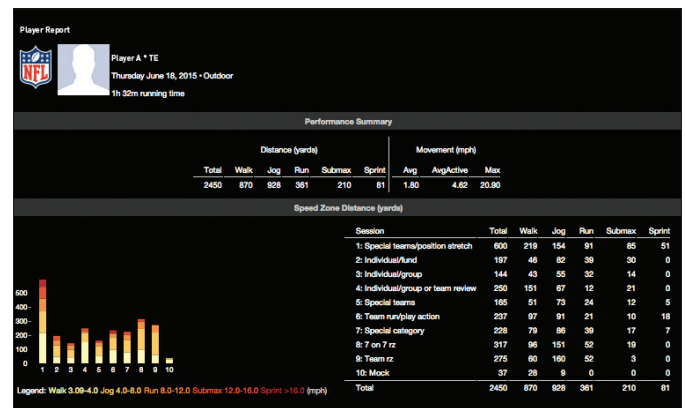 Player Report
NFL
Player A * TE
Thursday June 18, 2015 • Outdoor
1h 32m running time
Performance Summary
Distance (yards) Movement (mph)
Total Walk Jog Run Submax Sprint Avg AvgActive Max
2450 870 928 361 210 81 1.80 4.62 20.90
Speed Zone Distance (yards)
Session Total Walk Jog Run Submax Sprint
1: Special teams/position stretch 600 219 154 91 85 51
2: Individual/fund 197 46 82 39 30 0
3: Individual/group 144 43 55 32 14 0
4: Individual/group or team review 250 151 67 12 21 0
5: Special teams 165 51 73 24 12 5
6: Team run/play action 237 97 91 21 10 18
7: Special category 228 79 86 39 17 7
8: 7 on 7 rz 317 96 151 52 19 0
9: Team rz 275 60 160 52 3 0
10: Mock 37 28 9 0 0 0
Total 2450 870 928 361 210 81
500
400
300
200
100
0
1 2 3 4 5 6 7 8 9 10
Legend: Walk 3.09-4.0 Jog 4.0-8.0 Run 8.0-12.0 Submax 12.0-16.0 Sprint >16.0 (mph)